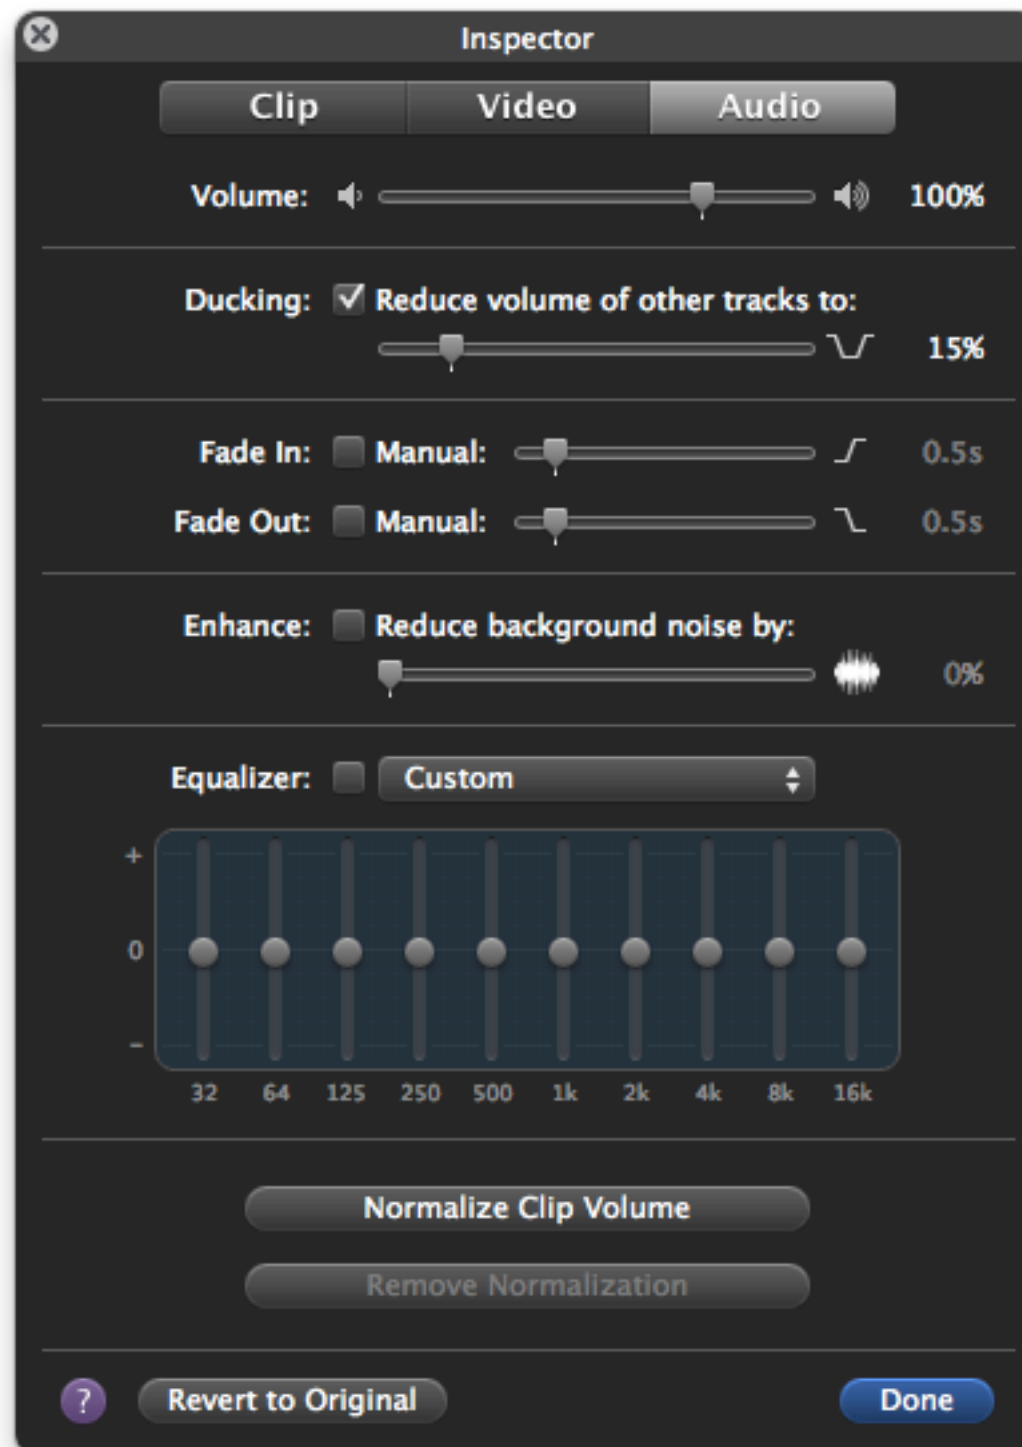 Inspector
Clip Video Audio
Volume: 100%
Ducking: Reduce volume of other tracks to:
15%
Fade In: Manual: 0.5s
Fade Out: Manual: 0.5s
Enhance: Reduce background noise by:
0%
Equalizer: Custom
+
0
-
32 64 125 250 500 1k 2k 4k 8k 16k
Normalize Clip Volume
Remove Normalization
? Revert to Original Done